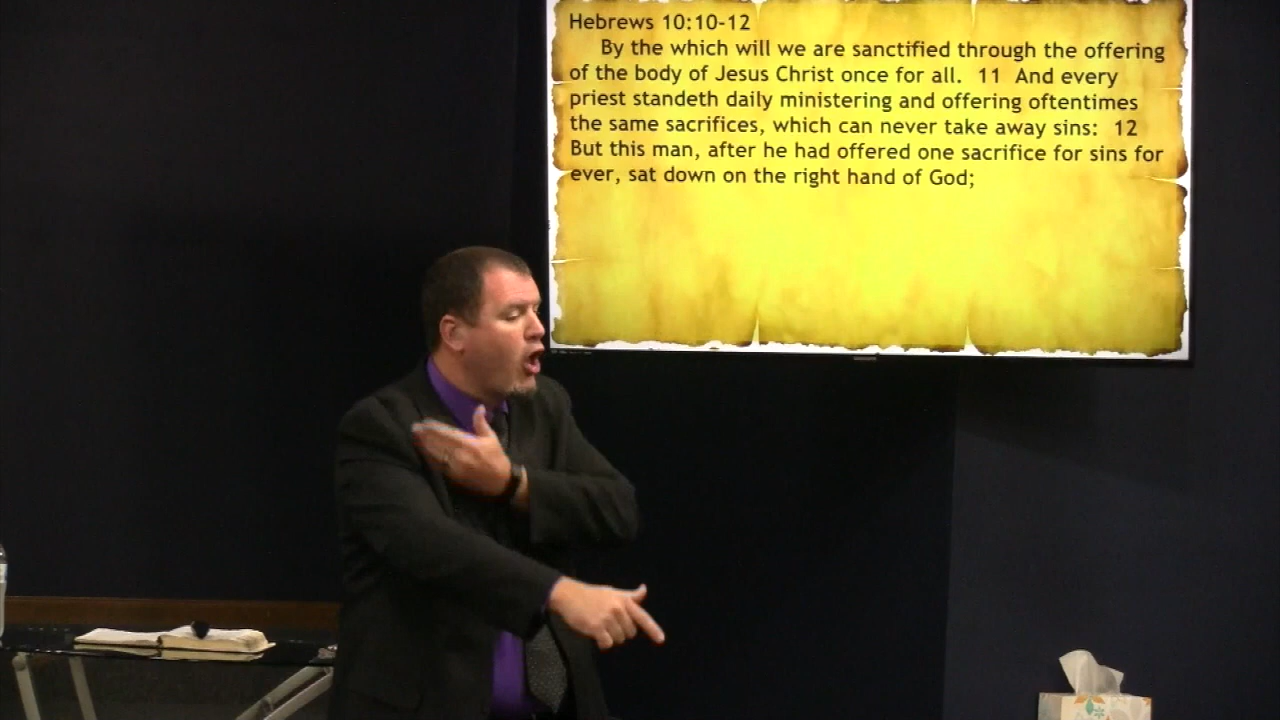 Hebrews 10:10-12
By the which will we are sanctified through the offering
of the body of Jesus Christ once for all. 11 And every
priest standeth daily ministering and offering oftentimes
the same sacrifices, which can never take away sins: 12
But this man, after he had offered one sacrifice for sins for
ever, sat down on the right hand of God;